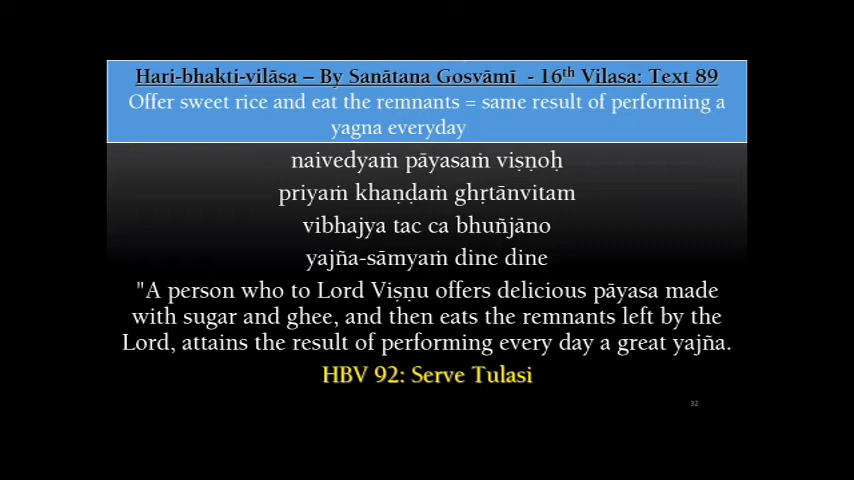 Hari-bhakti-vilāsa – By Sanātana Gosvāmī - 16th Vilasa: Text 89
Offer sweet rice and eat the remnants = same result of performing a
yagna everyday
naivedyaṁ pāyasaṁ viṣṇoḥ
priyaṁ khaṇḍaṁ ghṛtānvitam
vibhajya tac ca bhuñjāno
yajña-sāmyaṁ dine dine
"A person who to Lord Viṣṇu offers delicious pāyasa made
with sugar and ghee, and then eats the remnants left by the
Lord, attains the result of performing every day a great yajña.
HBV 92: Serve Tulasi
32